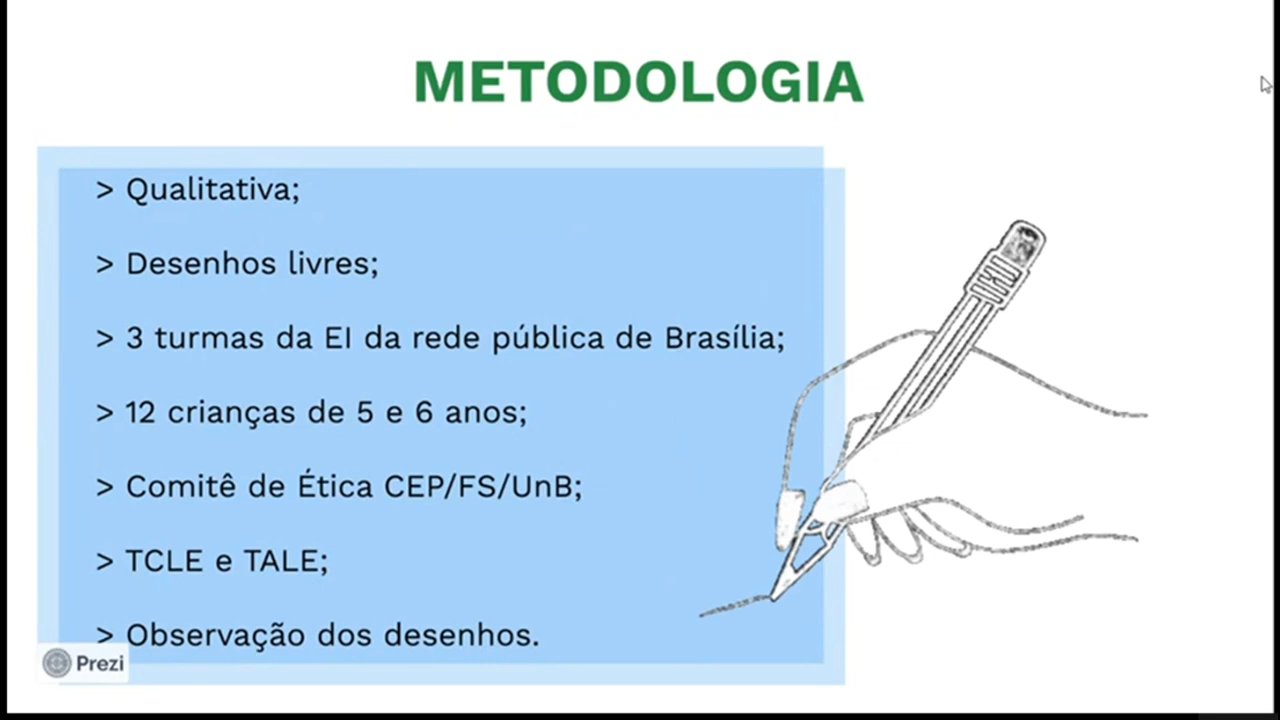 METODOLOGIA
> Qualitativa;
> Desenhos livres;
> 3 turmas da EI da rede pública de Brasília;
> 12 crianças de 5 e 6 anos;
> Comitê de Ética CEP/FS/UnB;
> TCLE e TALE;
> Observação dos desenhos.
Prezi